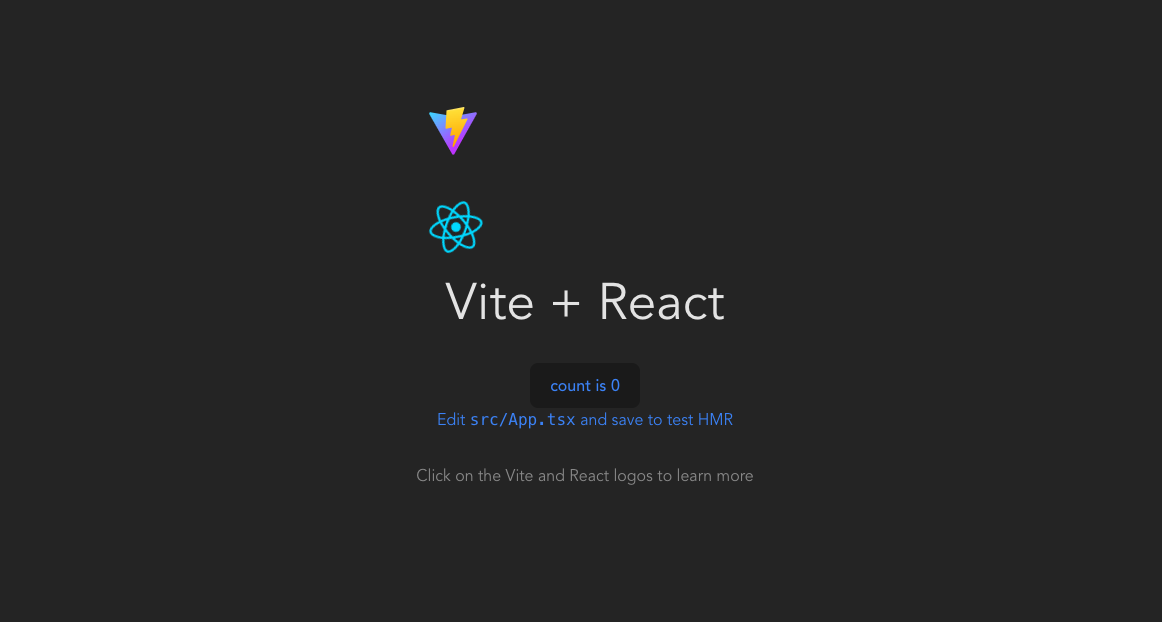 Vite + React
count is 0
Edit src/App.tsx and save to test HMR
Click on the Vite and React logos to learn more